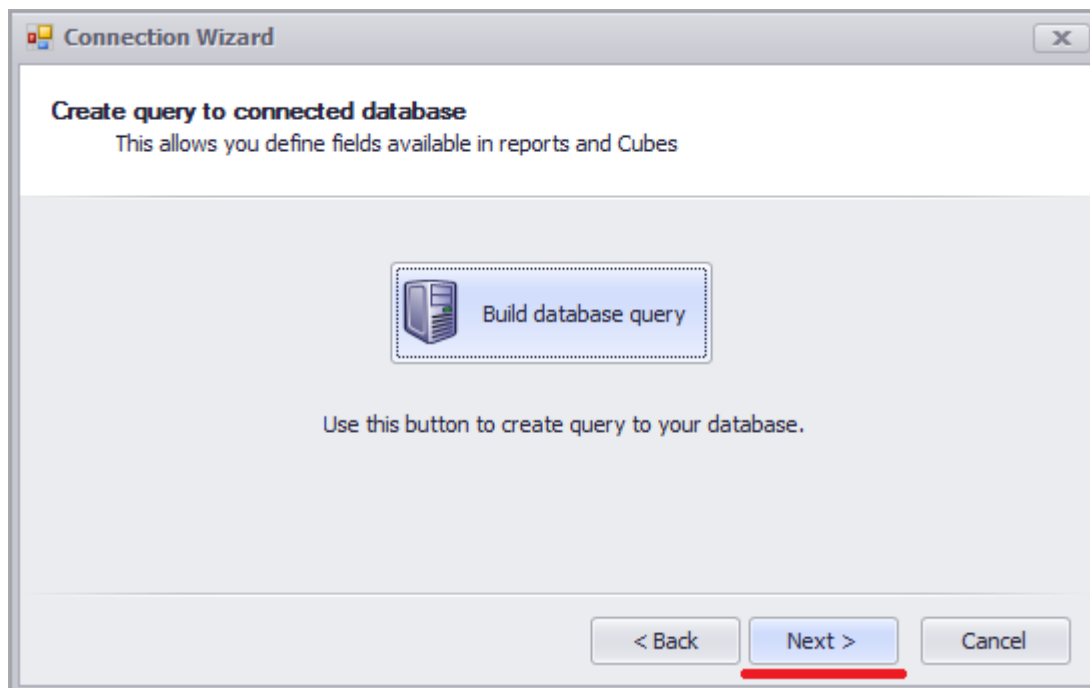 Connection Wizard
Create query to connected database
This allows you define fields available in reports and Cubes
Build database query
Use this button to create query to your database.
< Back
Next >
Cancel